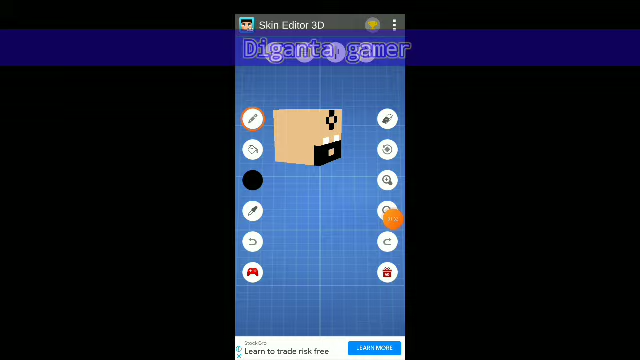 Skin Editor 3D
Diganta gamer
Learn to trade risk free
LEARN MORE